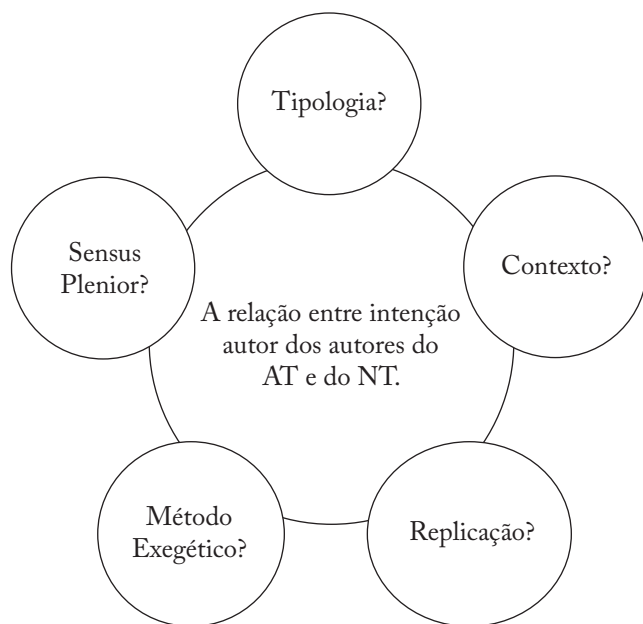 Tipologia?
Sensus
Plenior?
Contexto?
A relação entre intenção
autor dos autores do
AT e do NT.
Método
Exegético?
Replicação?